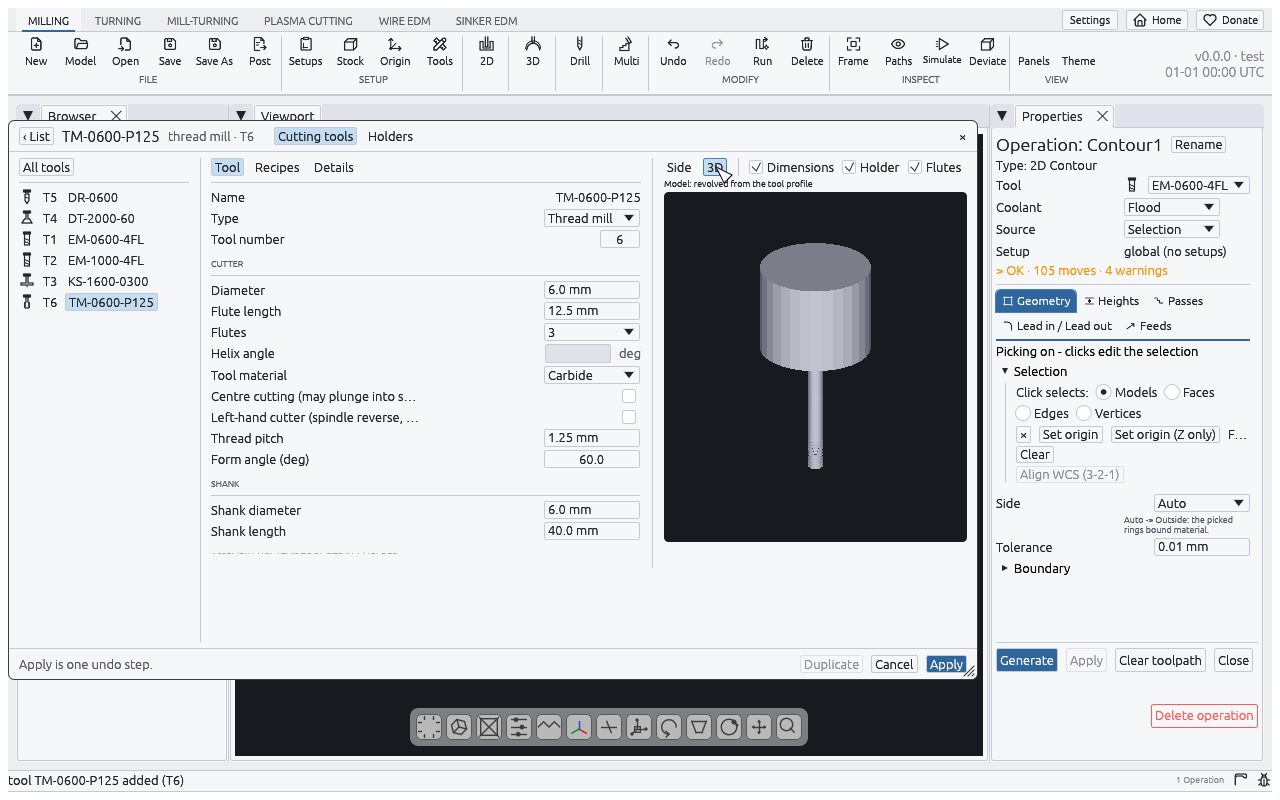 MILLING TURNING MILL-TURNING PLASMA CUTTING WIRE EDM SINKER EDM Settings Home Donate
New Model Open Save Save As Post Setups Stock Origin Tools 2D 3D Drill Multi Undo Redo Run Delete Frame Paths Simulate Deviate Panels Theme
FILE SETUP MODIFY INSPECT VIEW
v0.0.0 · test
01-01 00:00 UTC
Browser Viewport Properties
‹ List TM-0600-P125 thread mill · T6 Cutting tools Holders ×
All tools
T5 DR-0600
T4 DT-2000-60
T1 EM-0600-4FL
T2 EM-1000-4FL
T3 KS-1600-0300
T6 TM-0600-P125
Tool Recipes Details
Name TM-0600-P125
Type Thread mill
Tool number 6
CUTTER
Diameter 6.0 mm
Flute length 12.5 mm
Flutes 3
Helix angle deg
Tool material Carbide
Centre cutting (may plunge into s…
Left-hand cutter (spindle reverse, …
Thread pitch 1.25 mm
Form angle (deg) 60.0
SHANK
Shank diameter 6.0 mm
Shank length 40.0 mm
Side 3D Dimensions Holder Flutes
Model: revolved from the tool profile
Apply is one undo step. Duplicate Cancel Apply
Operation: Contour1 Rename
Type: 2D Contour
Tool EM-0600-4FL
Coolant Flood
Source Selection
Setup global (no setups)
> OK · 105 moves · 4 warnings
Geometry Heights Passes
Lead in / Lead out Feeds
Picking on - clicks edit the selection
Selection
Click selects: Models Faces
Edges Vertices
× Set origin Set origin (Z only) F…
Clear
Align WCS (3-2-1)
Side Auto
Auto -> Outside: the picked
rings bound material.
Tolerance 0.01 mm
Boundary
Generate Apply Clear toolpath Close
Delete operation
tool TM-0600-P125 added (T6) 1 Operation